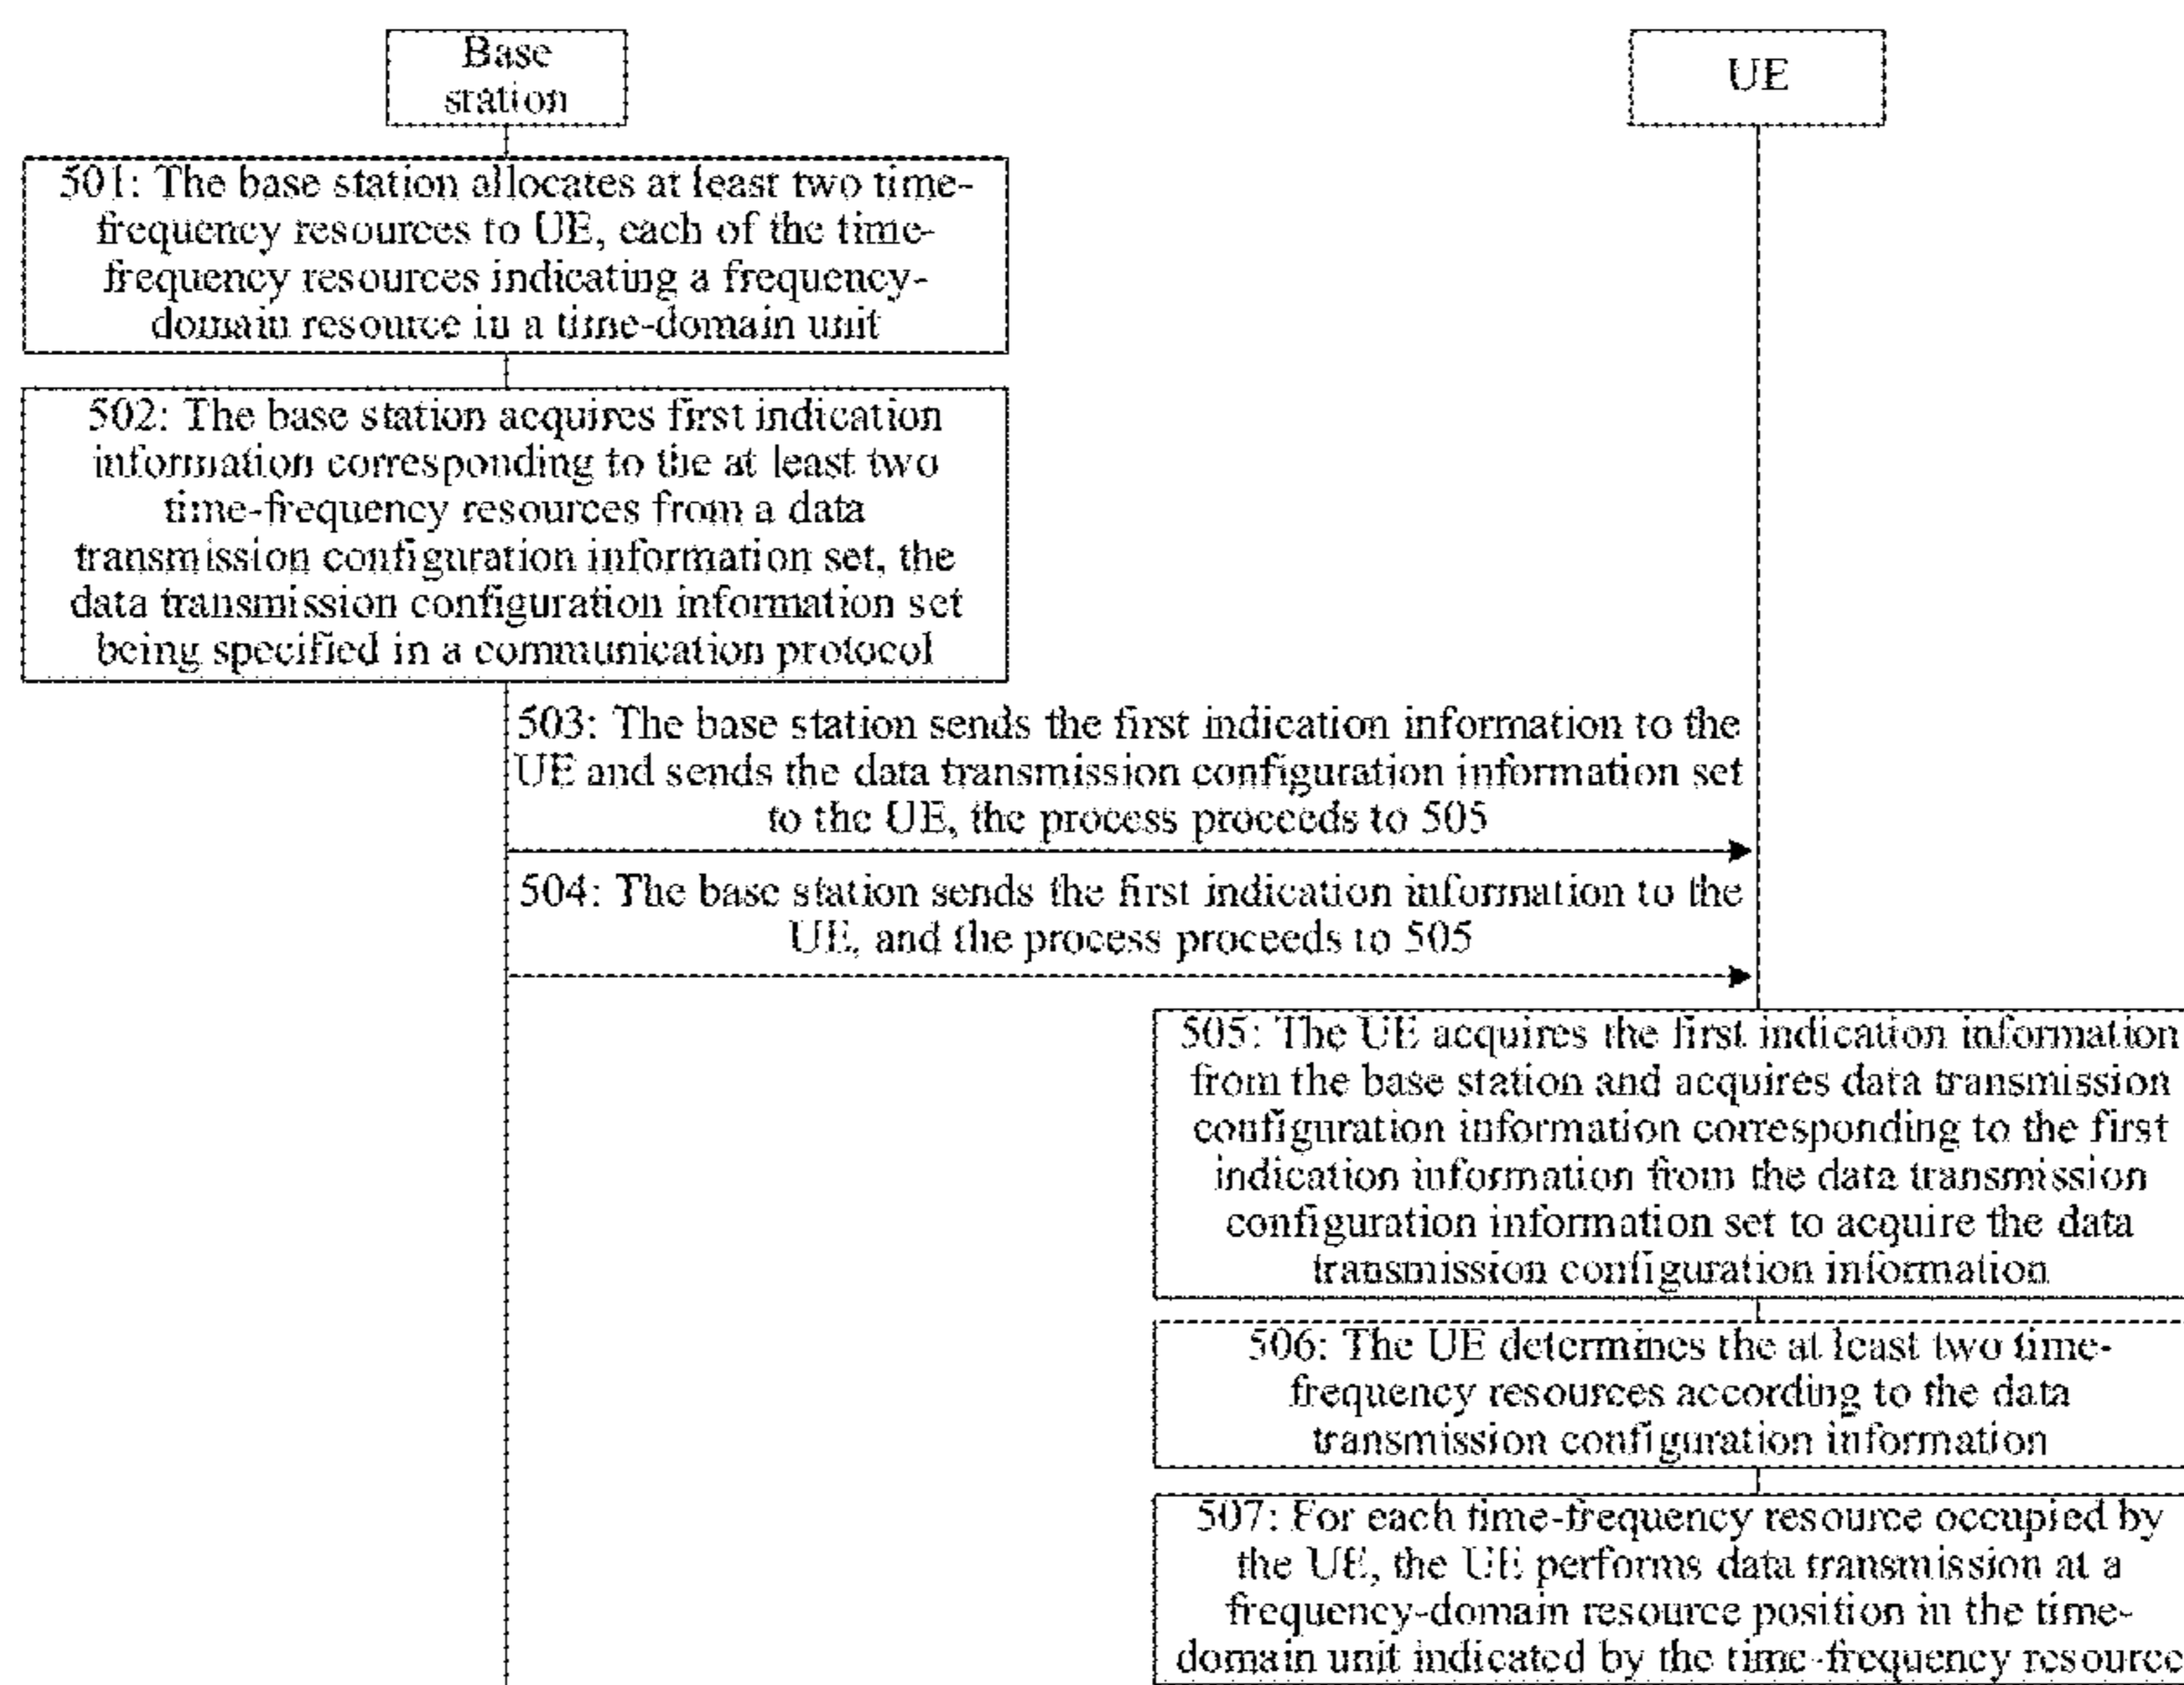 Base
station
UE
501: The base station allocates at least two time-
frequency resources to UE, each of the time-
frequency resources indicating a frequency-
domain resource in a time-domain unit
502: The base station acquires first indication
information corresponding to the at least two
time-frequency resources from a data
transmission configuration information set, the
data transmission configuration information set
being specified in a communication protocol
503: The base station sends the first indication information to the
UE and sends the data transmission configuration information set
to the UE, the process proceeds to 505
504: The base station sends the first indication information to the
UE, and the process proceeds to 505
505: The UE acquires the first indication information
from the base station and acquires data transmission
configuration information corresponding to the first
indication information from the data transmission
configuration information set to acquire the data
transmission configuration information
506: The UE determines the at least two time-
frequency resources according to the data
transmission configuration information
507: For each time-frequency resource occupied by
the UE, the UE performs data transmission at a
frequency-domain resource position in the time-
domain unit indicated by the time-frequency resource